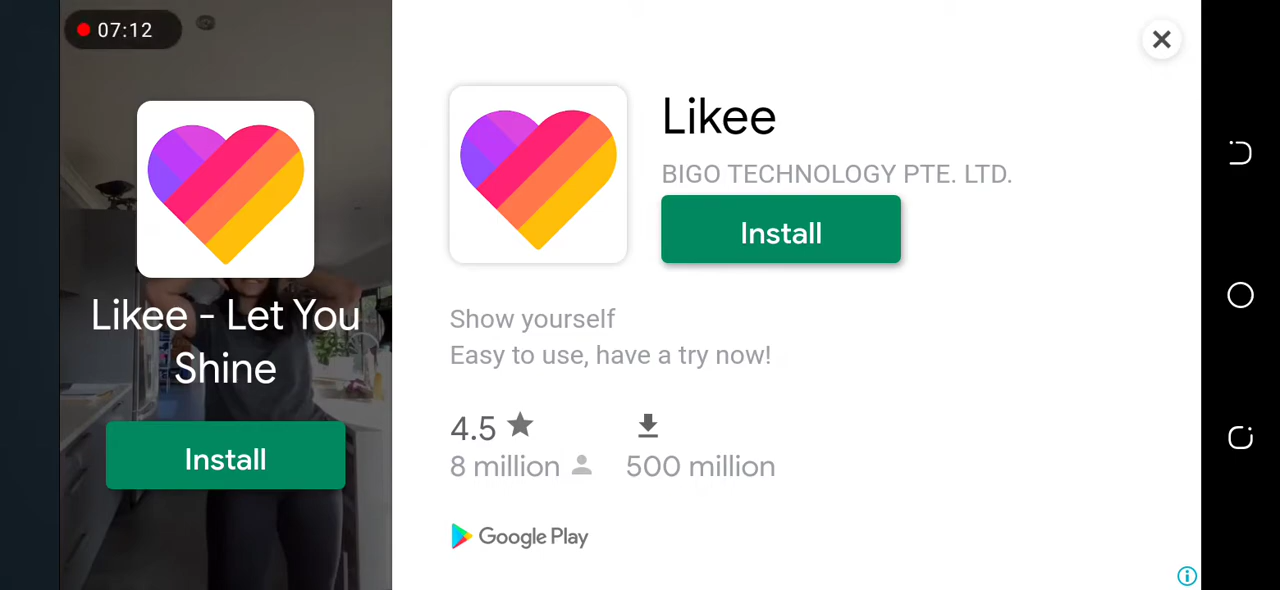 07:12
Likee - Let You
Shine
Install
Likee
BIGO TECHNOLOGY PTE. LTD.
Install
Show yourself
Easy to use, have a try now!
4.5
8 million
500 million
Google Play